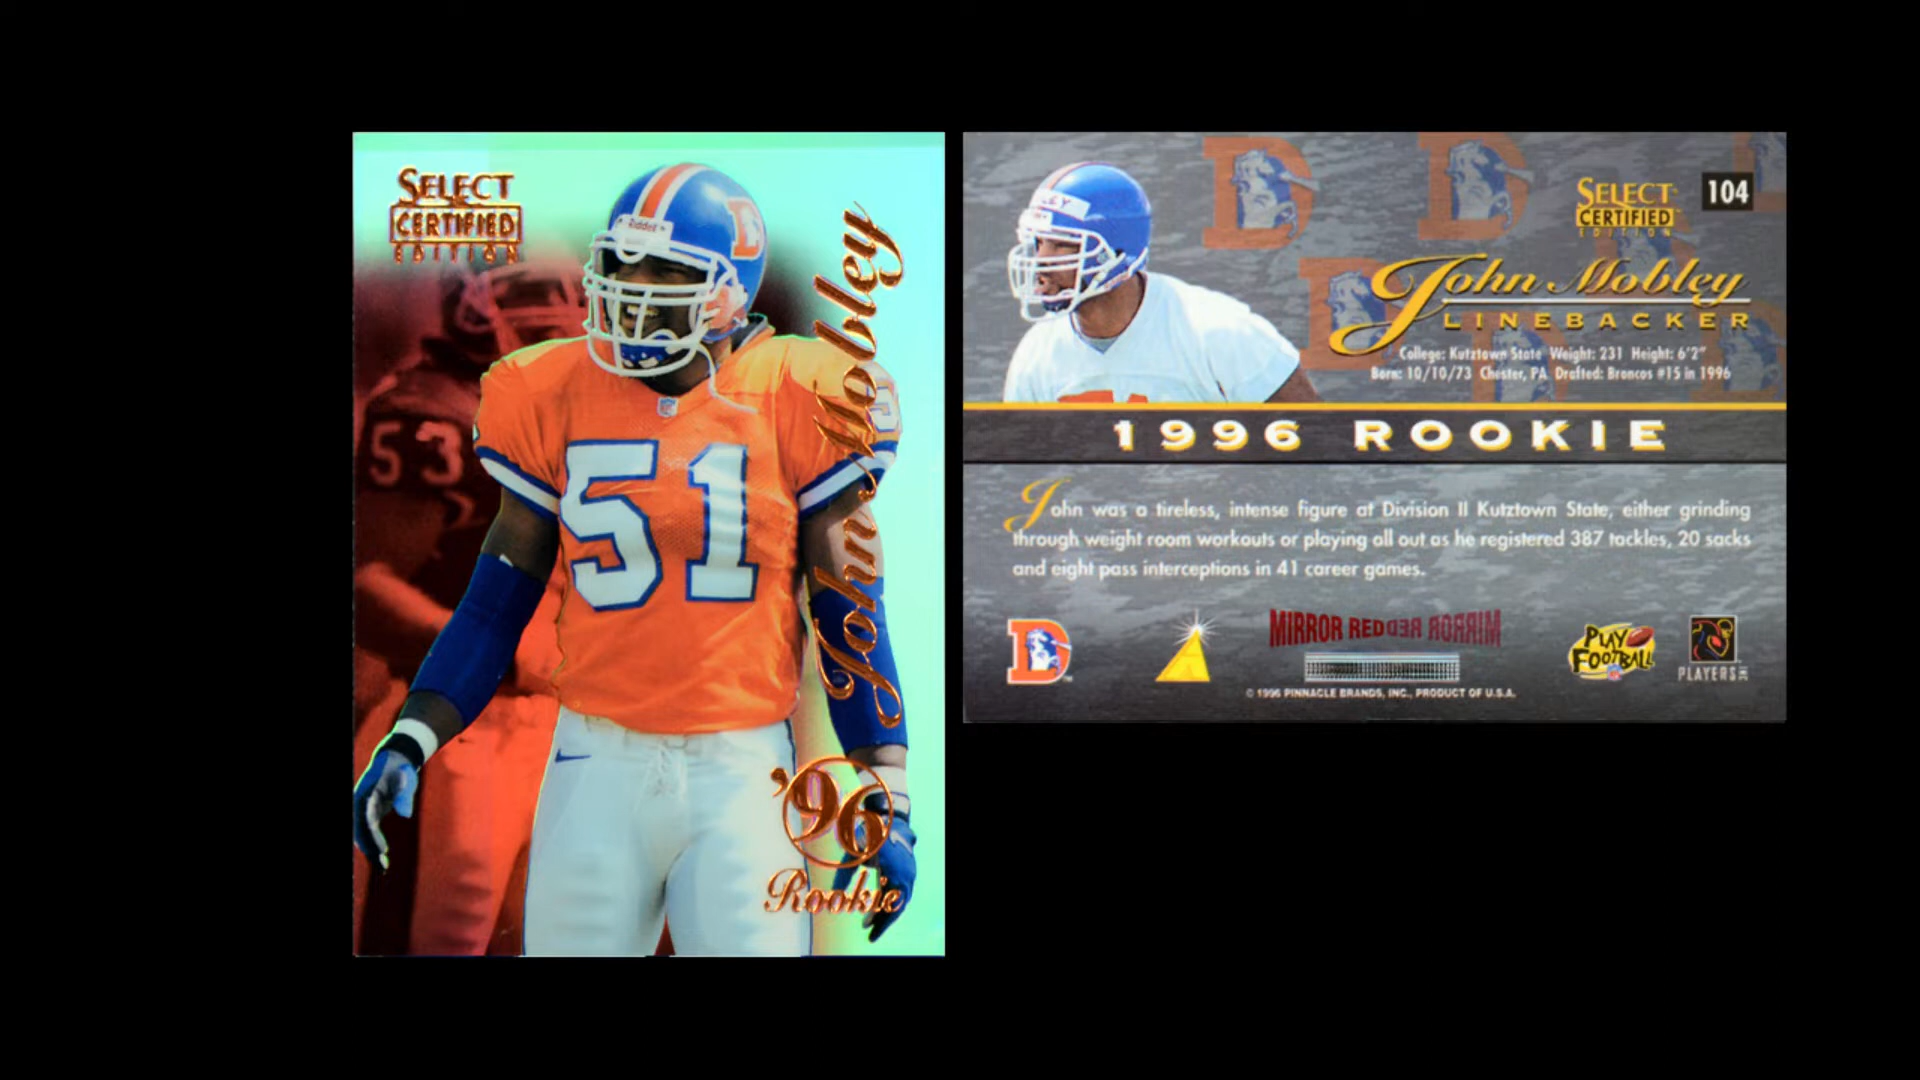 SELECT
CERTIFIED
EDITION
Riddell
53
51
John Mobley
'96
Rookie
SELECT
CERTIFIED
EDITION
104
John Mobley
LINEBACKER
College: Kutztown State Weight: 231 Height: 6'2"
Born: 10/10/73 Chester, PA Drafted: Broncos #15 in 1996
1996 ROOKIE
John was a tireless, intense figure at Division II Kutztown State, either grinding
through weight room workouts or playing all out as he registered 387 tackles, 20 sacks
and eight pass interceptions in 41 career games.
MIRROR RED
PLAY
FOOTBALL
PLAYERS INC
© 1996 PINNACLE BRANDS, INC., PRODUCT OF U.S.A.